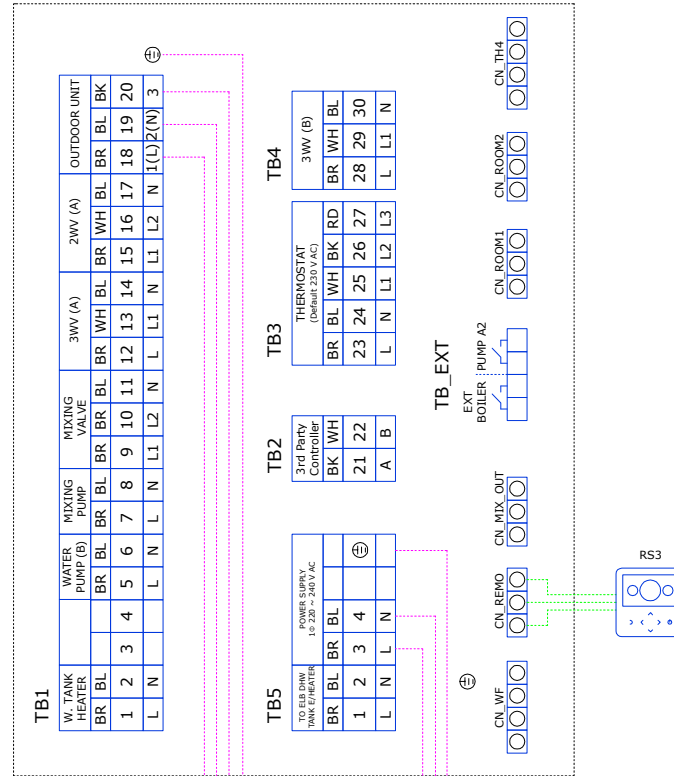 TB1
W. TANK
HEATER
WATER
PUMP (B)
MIXING
PUMP
MIXING
VALVE
3WV (A)
2WV (A)
OUTDOOR UNIT
BR BL BR BL BR BL BR BR BL BR WH BL BR WH BL BR BL BK
1 2 3 4 5 6 7 8 9 10 11 12 13 14 15 16 17 18 19 20
L N L N L N L1 L2 N L L1 N L1 L2 N 1(L) 2(N) 3
TB5
TO ELB DHW
TANK E/HEATER
POWER SUPPLY
1Φ 220 ~ 240 V AC
BR BL BR BL
1 2 3 4
L N L N
TB2
3rd Party
Controller
BK WH
21 22
A B
TB3
THERMOSTAT
(Default 230 V AC)
BR BL WH BK RD
23 24 25 26 27
L N L1 L2 L3
TB4
3WV (B)
BR WH BL
28 29 30
L L1 N
TB_EXT
EXT
BOILER
PUMP A2
CN_WF
CN_REMO
CN_MIX_OUT
CN_ROOM1
CN_ROOM2
CN_TH4
RS3